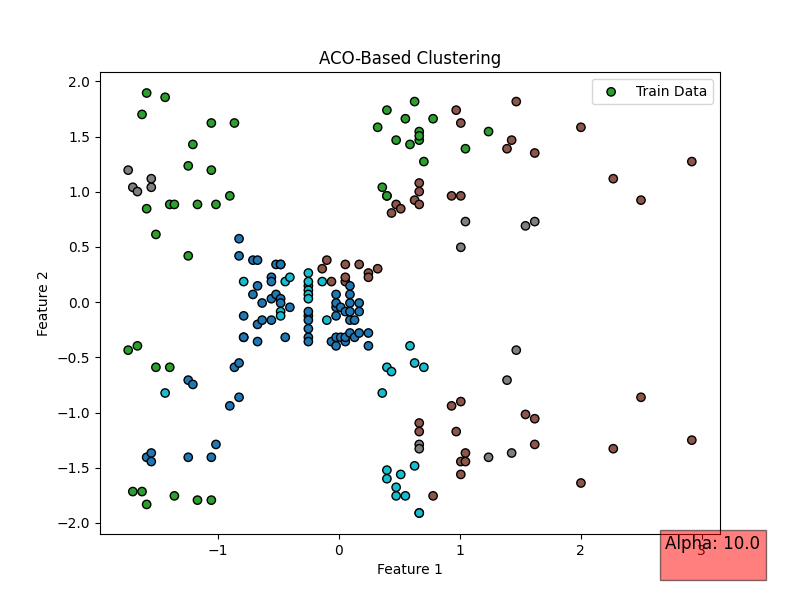 ACO-Based Clustering
Train Data
2.0
1.5
1.0
0.5
0.0
−0.5
−1.0
−1.5
−2.0
Feature 2
−1
0
1
2
3
Feature 1
Alpha: 10.0